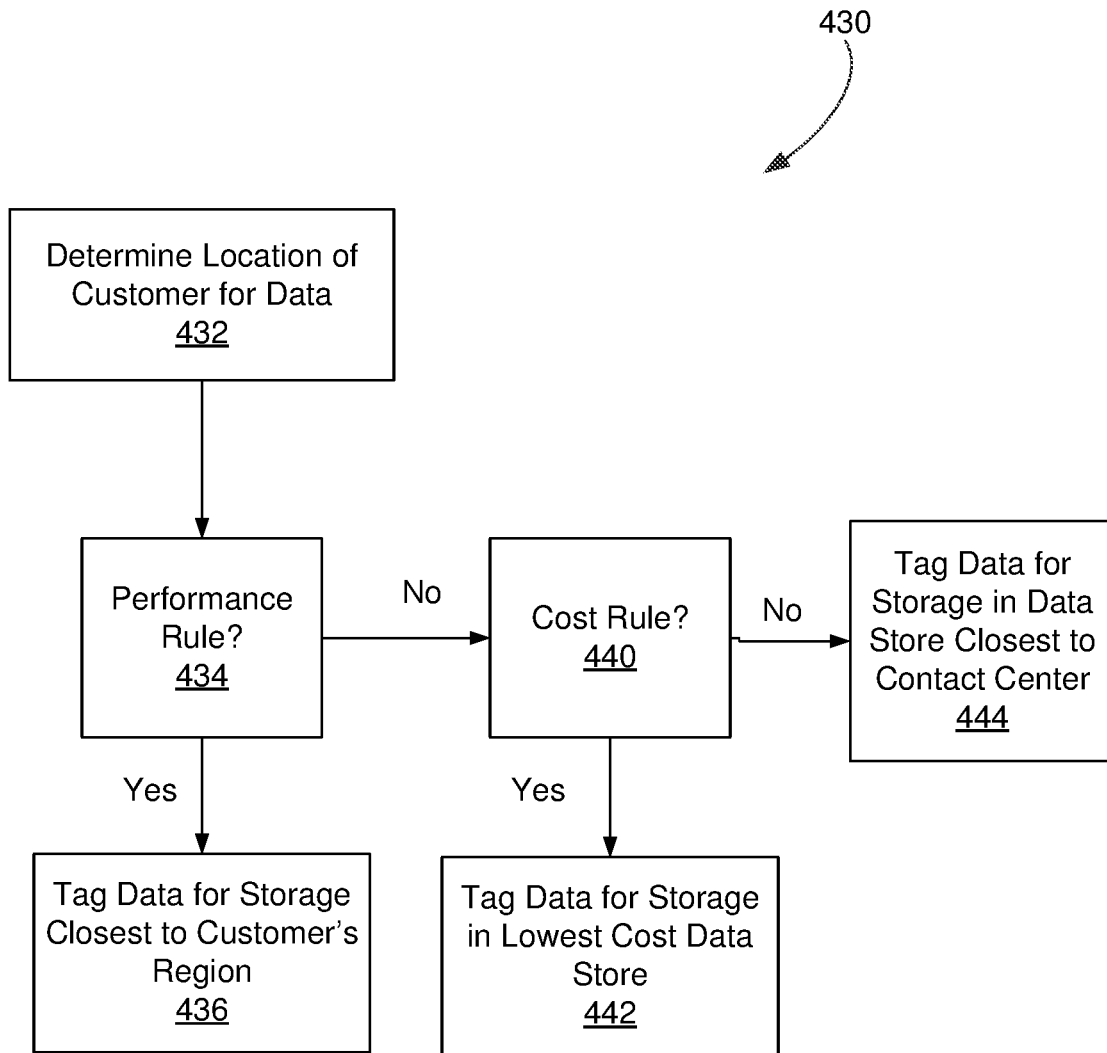 430
Determine Location of
Customer for Data
432
Performance
Rule?
434
No
Cost Rule?
440
No
Tag Data for
Storage in Data
Store Closest to
Contact Center
444
Yes
Yes
Tag Data for Storage
Closest to Customer’s
Region
436
Tag Data for Storage
in Lowest Cost Data
Store
442